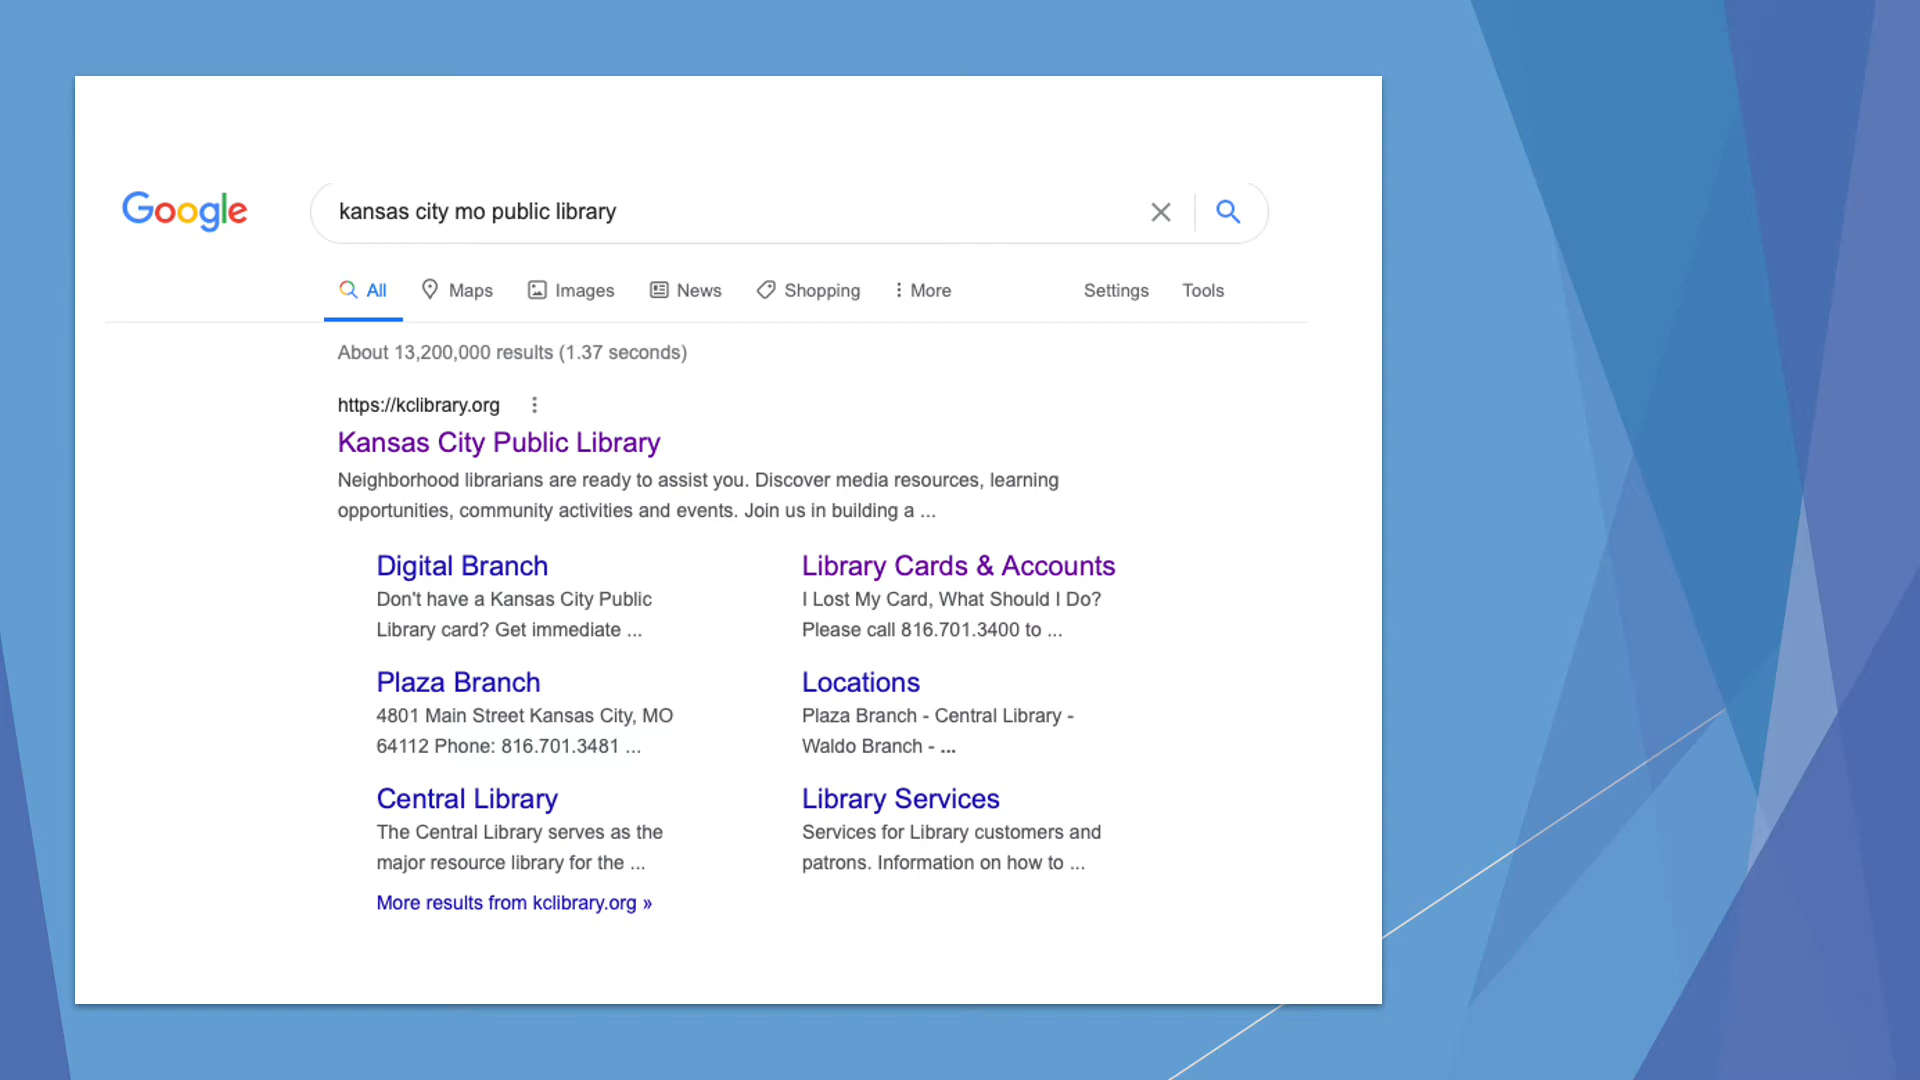 Google
kansas city mo public library
All Maps Images News Shopping More Settings Tools
About 13,200,000 results (1.37 seconds)
https://kclibrary.org
Kansas City Public Library
Neighborhood librarians are ready to assist you. Discover media resources, learning
opportunities, community activities and events. Join us in building a ...
Digital Branch
Don't have a Kansas City Public
Library card? Get immediate ...
Library Cards & Accounts
I Lost My Card, What Should I Do?
Please call 816.701.3400 to ...
Plaza Branch
4801 Main Street Kansas City, MO
64112 Phone: 816.701.3481 ...
Locations
Plaza Branch - Central Library -
Waldo Branch - ...
Central Library
The Central Library serves as the
major resource library for the ...
Library Services
Services for Library customers and
patrons. Information on how to ...
More results from kclibrary.org »